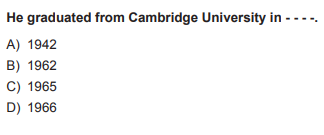 He graduated from Cambridge University in - - - -.
A) 1942
B) 1962
C) 1965
D) 1966